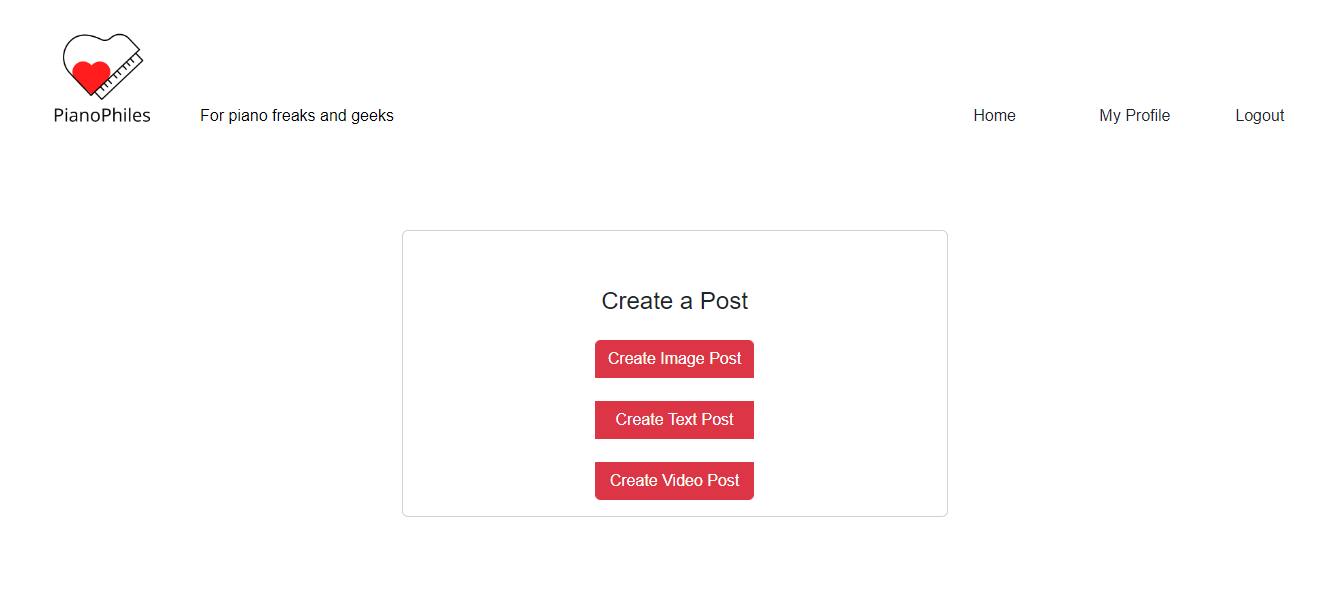 PianoPhiles
For piano freaks and geeks
Home
My Profile
Logout
Create a Post
Create Image Post
Create Text Post
Create Video Post